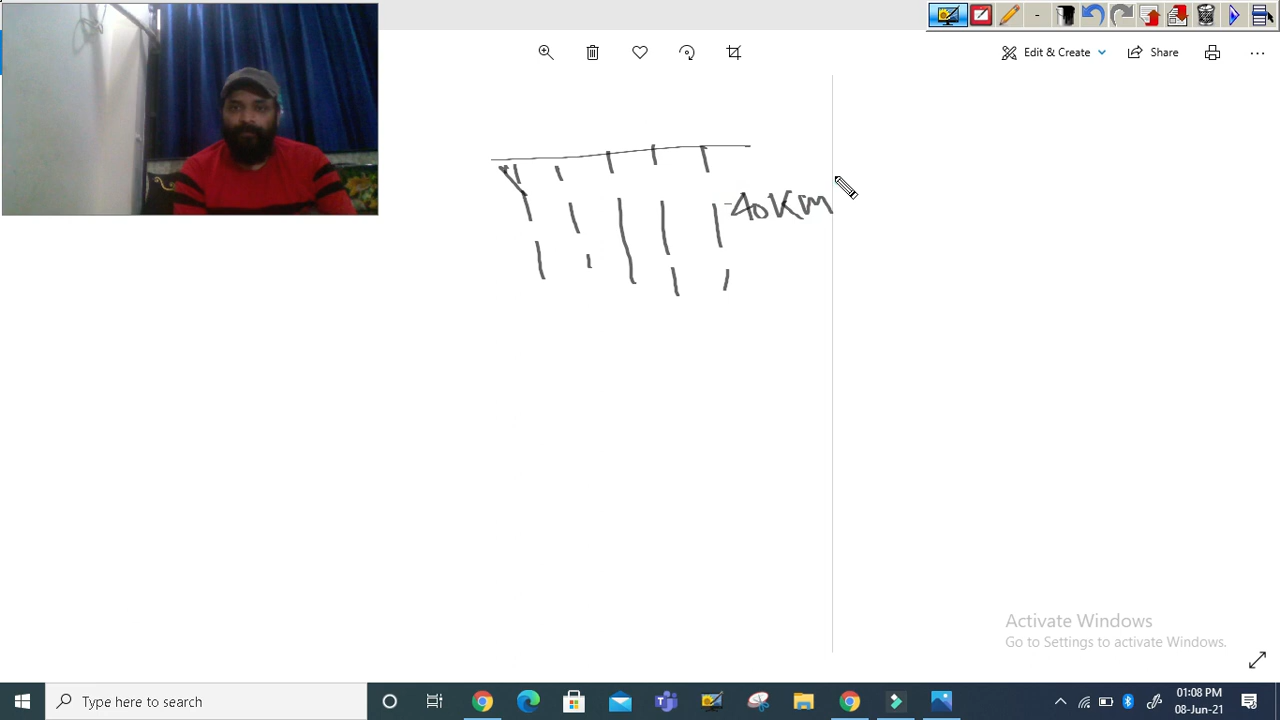 Edit & Create
Share
40Km
Activate Windows
Go to Settings to activate Windows.
Type here to search
01:08 PM
08-Jun-21